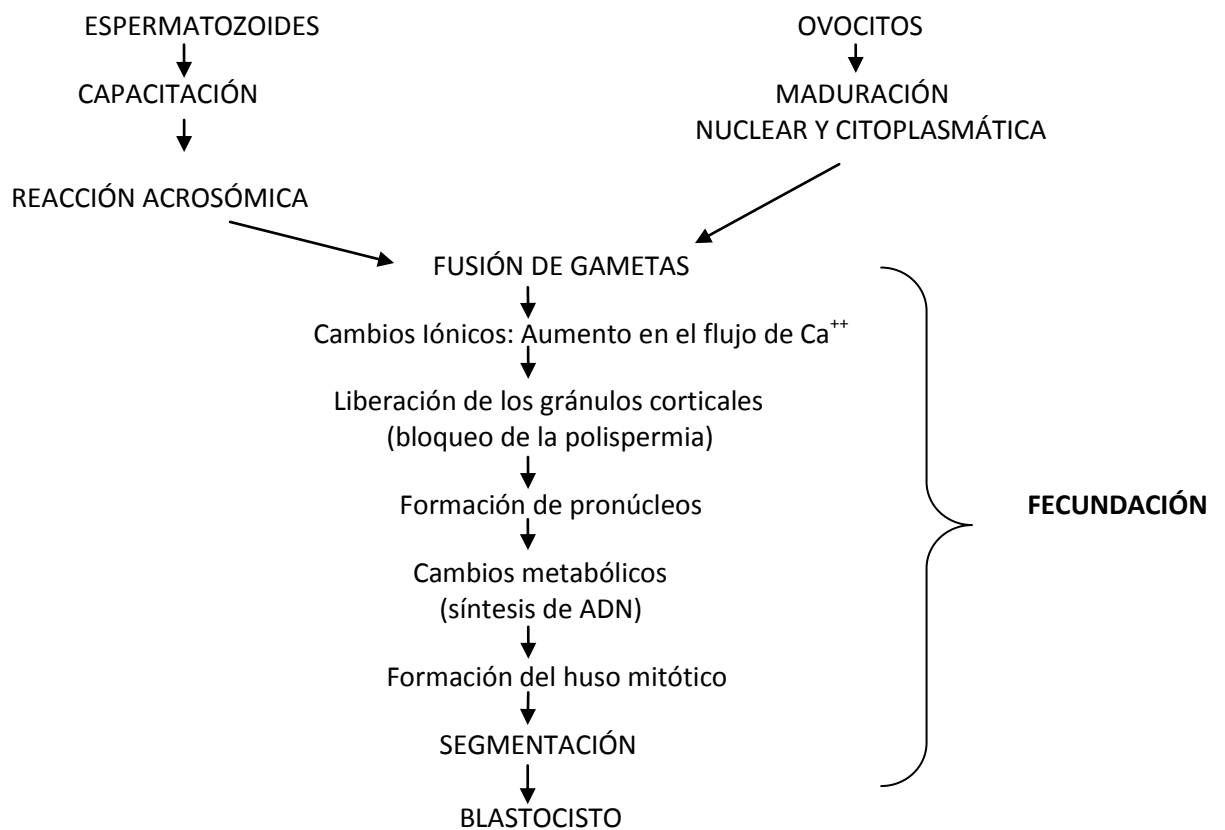 ESPERMATOZOIDES
OVOCITOS
CAPACITACIÓN
MADURACIÓN
NUCLEAR Y CITOPLASMÁTICA
REACCIÓN ACROSÓMICA
FUSIÓN DE GAMETAS
Cambios Iónicos: Aumento en el flujo de Ca⁺⁺
Liberación de los gránulos corticales
(bloqueo de la polispermia)
Formación de pronúcleos
FECUNDACIÓN
Cambios metabólicos
(síntesis de ADN)
Formación del huso mitótico
SEGMENTACIÓN
BLASTOCISTO